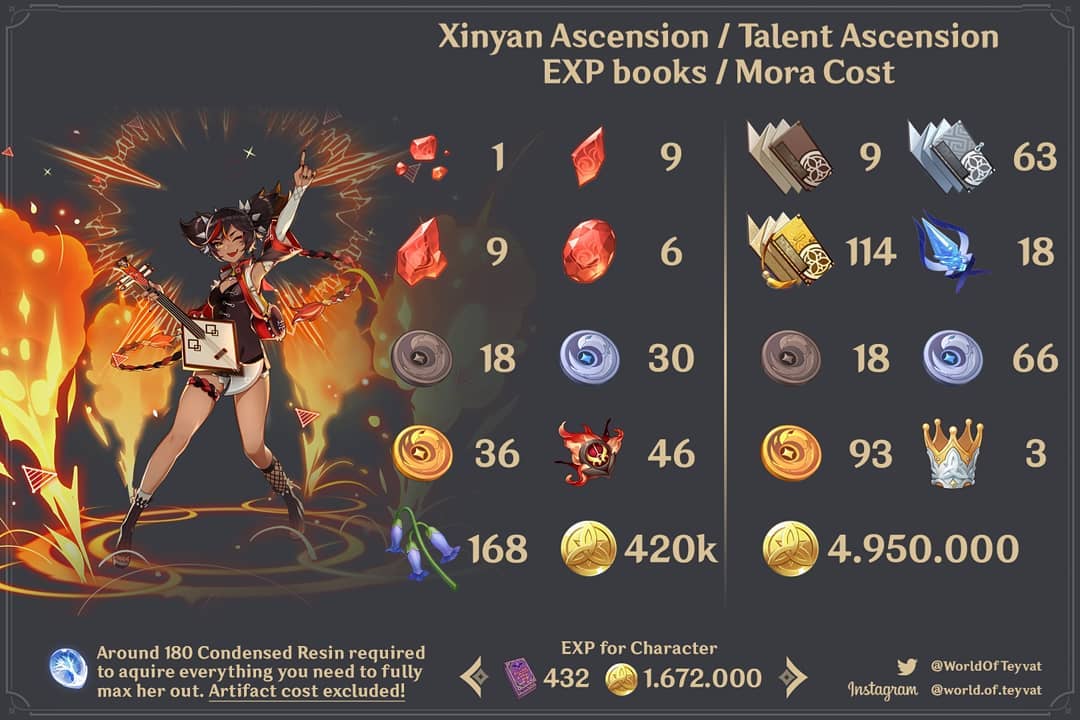 Xinyan Ascension / Talent Ascension
EXP books / Mora Cost
1 9 9 63
9 6 114 18
18 30 18 66
36 46 93 3
168 420k 4.950.000
Around 180 Condensed Resin required
to aquire everything you need to fully
max her out. Artifact cost excluded!
EXP for Character
432 1.672.000
@WorldOfTeyvat
Instagram @world.of.teyvat